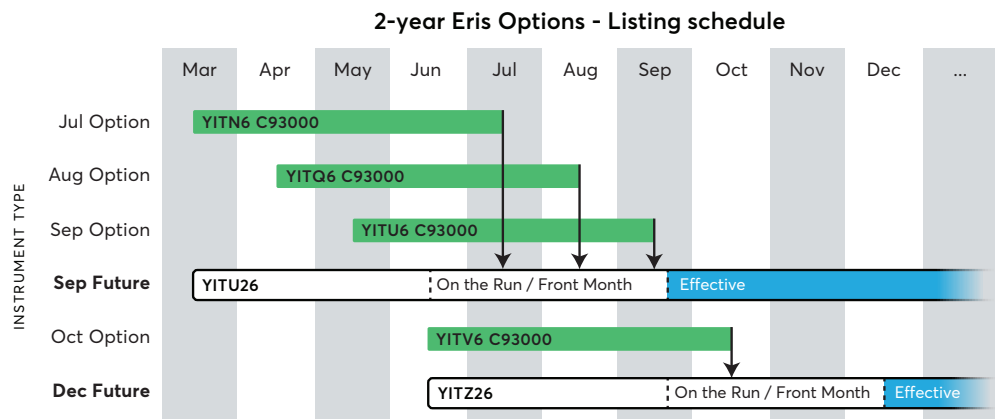 2-year Eris Options - Listing schedule
Mar Apr May Jun Jul Aug Sep Oct Nov Dec ...
INSTRUMENT TYPE
Jul Option YITN6 C93000
Aug Option YITQ6 C93000
Sep Option YITU6 C93000
Sep Future YITU26 On the Run / Front Month Effective
Oct Option YITV6 C93000
Dec Future YITZ26 On the Run / Front Month Effective